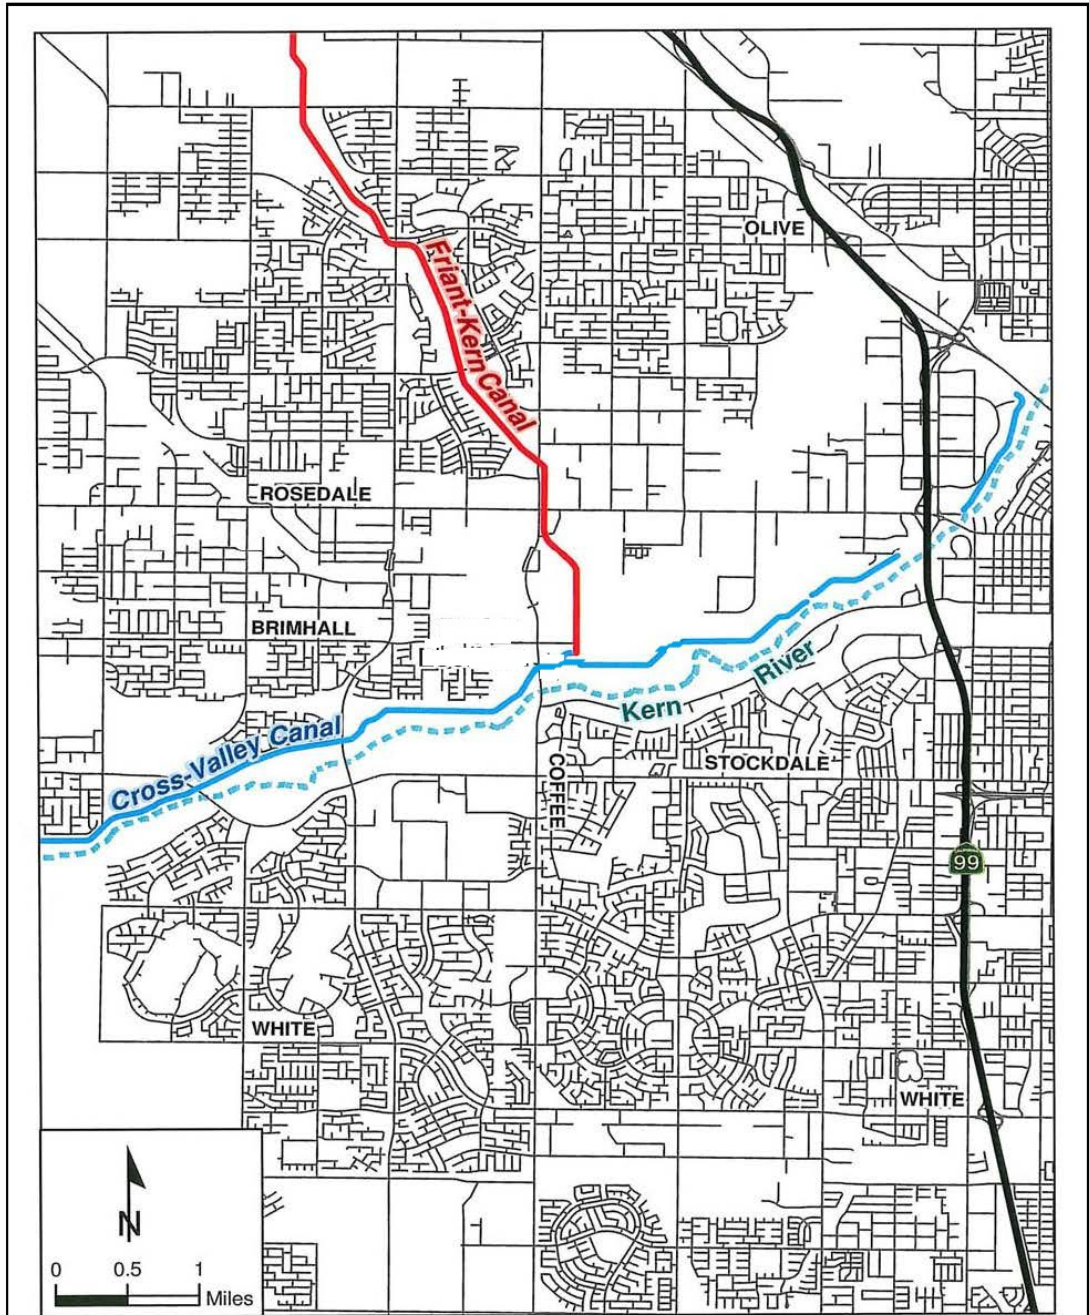 OLIVE
Friant-Kern Canal
ROSEDALE
BRIMHALL
River
Kern
Cross-Valley Canal
STOCKDALE
COFFEE
99
WHITE
WHITE
N
0 0.5 1
Miles